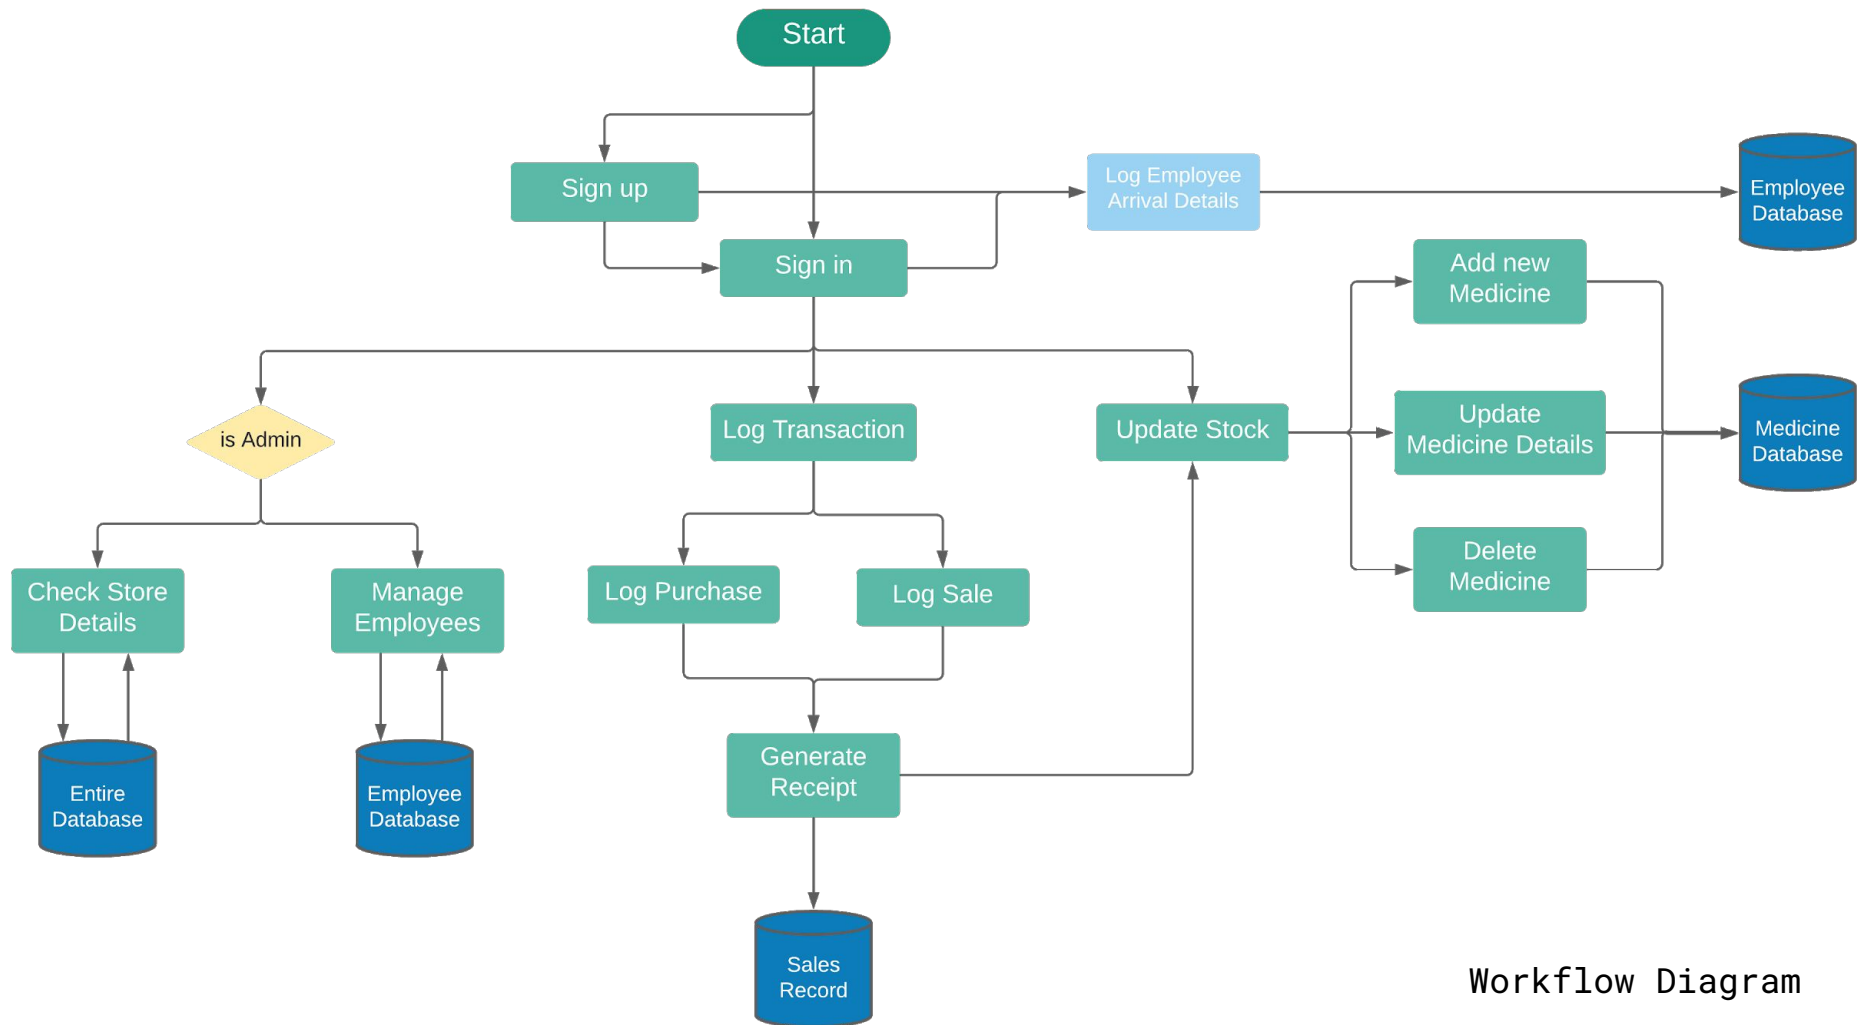 Start
Sign up
Log Employee
Arrival Details
Employee
Database
Sign in
Add new
Medicine
is Admin
Log Transaction
Update Stock
Update
Medicine Details
Medicine
Database
Check Store
Details
Manage
Employees
Log Purchase
Log Sale
Delete
Medicine
Entire
Database
Employee
Database
Generate
Receipt
Sales
Record
Workflow Diagram